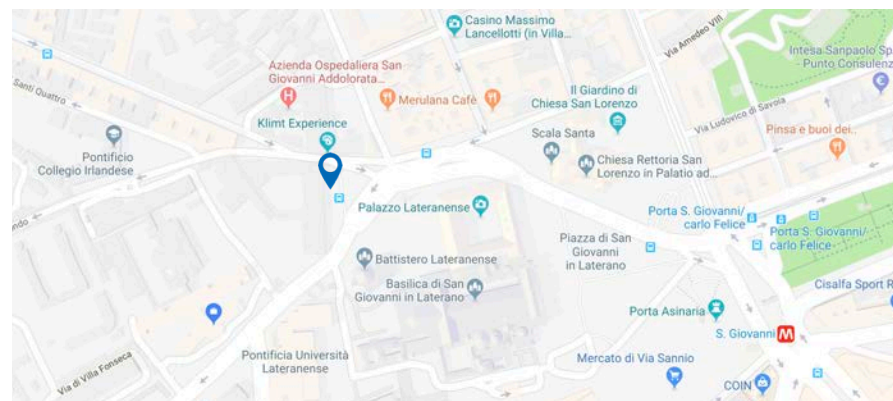 Casino Massimo
Lancellotti (in Villa...
Via Amedeo VIII
Intesa Sanpaolo Sp
Punto Consulenz
€
Azienda Ospedaliera San
Giovanni Addolorata...
H
Merulana Cafè
Il Giardino di
Chiesa San Lorenzo
Santi Quattro
Klimt Experience
Scala Santa
Via Ludovico di Savoia
Pinsa e buoi dei..
Pontificio
Collegio Irlandese
Chiesa Rettoria San
Lorenzo in Palatio ad...
Palazzo Lateranense
Porta S. Giovanni/
carlo Felice
Porta S. Giovanni/
carlo Felice
Piazza di San
Giovanni
in Laterano
Battistero Lateranense
Basilica di San
Giovanni in Laterano
Cisalfa Sport R
Porta Asinaria
S. Giovanni
M
Pontificia Università
Lateranense
Via di Villa Fonseca
Mercato di Via Sannio
COIN